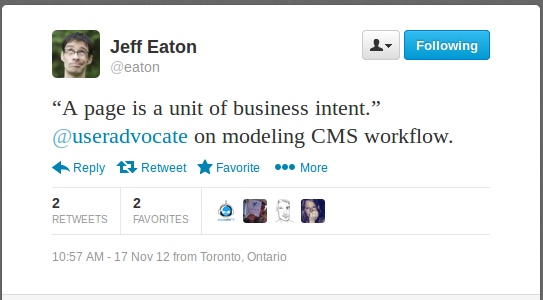 Jeff Eaton
@eaton
Following
“A page is a unit of business intent.”
@useradvocate on modeling CMS workflow.
Reply Retweet Favorite More
2 2
RETWEETS FAVORITES
10:57 AM - 17 Nov 12 from Toronto, Ontario